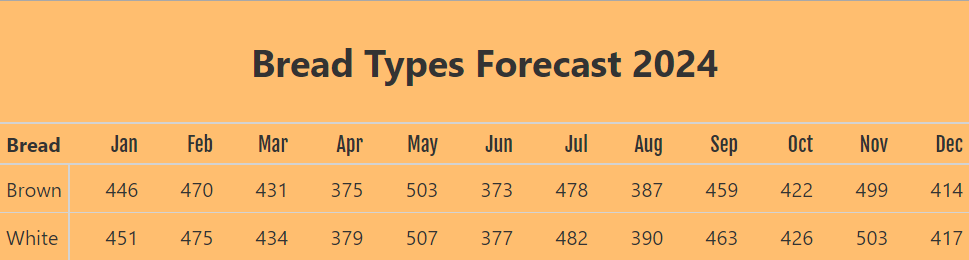 Bread Types Forecast 2024
Bread Jan Feb Mar Apr May Jun Jul Aug Sep Oct Nov Dec
Brown 446 470 431 375 503 373 478 387 459 422 499 414
White 451 475 434 379 507 377 482 390 463 426 503 417